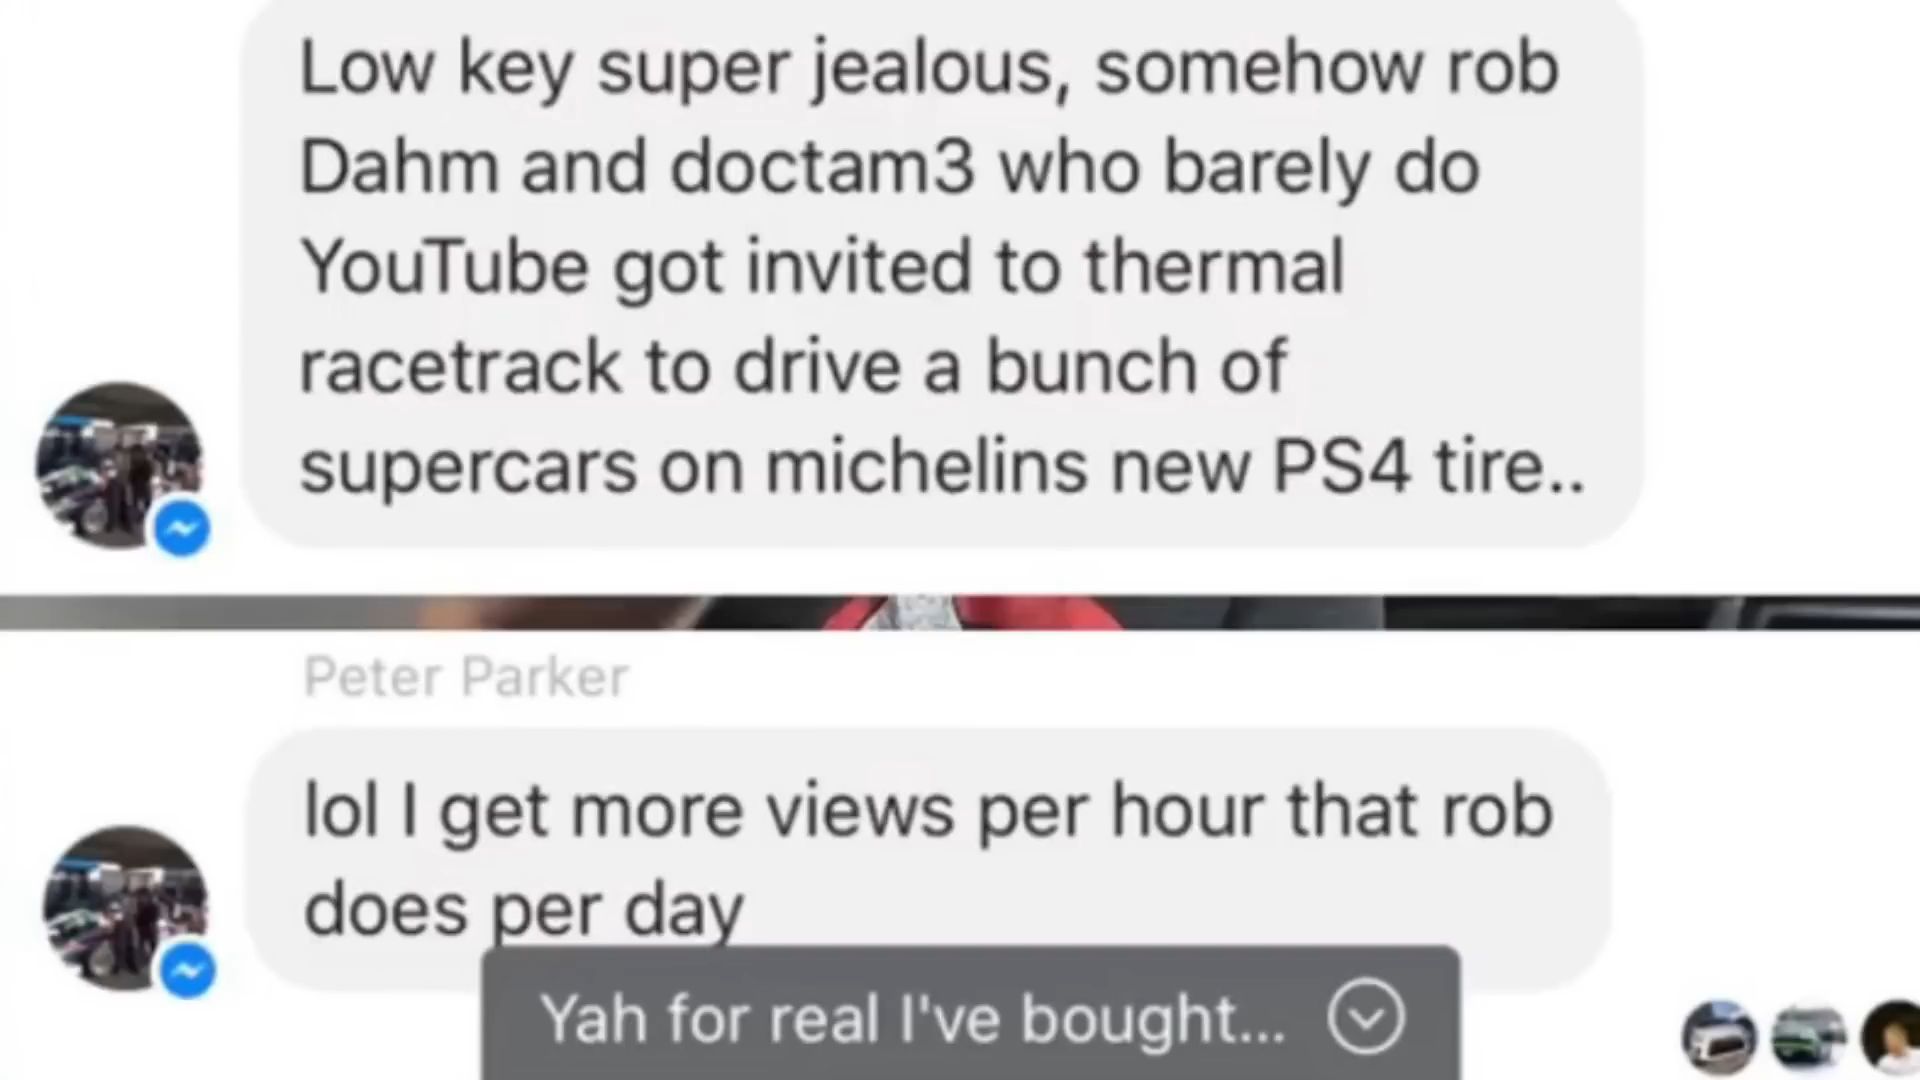 Low key super jealous, somehow rob
Dahm and doctam3 who barely do
YouTube got invited to thermal
racetrack to drive a bunch of
supercars on michelins new PS4 tire..
Peter Parker
lol I get more views per hour that rob
does per day
Yah for real I've bought...